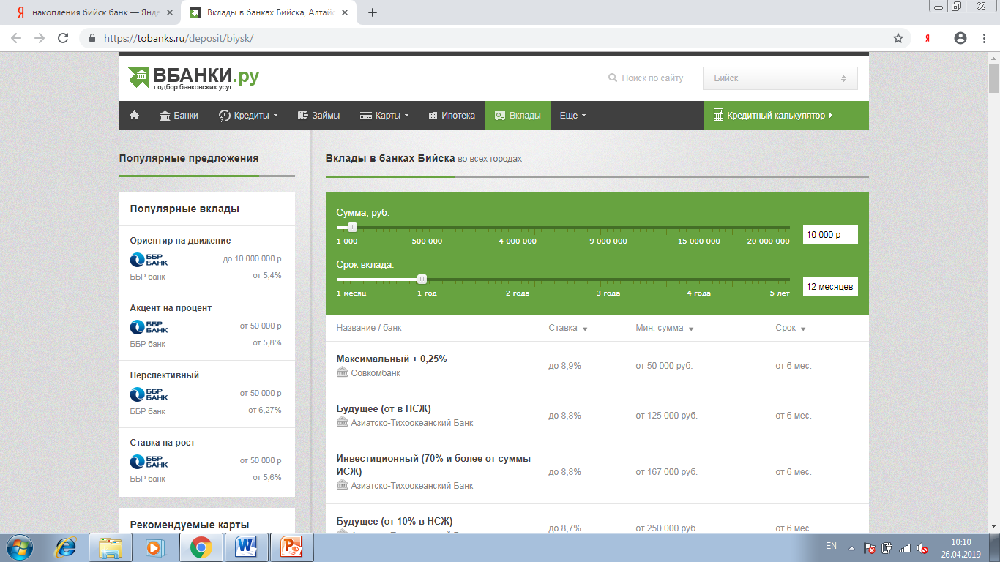 накопления бийск банк — Янде
Вклады в банках Бийска, Алтайс
https://tobanks.ru/deposit/biysk/
ВБАНКИ.ру
подбор банковских усуг
Поиск по сайту
Бийск
Банки
Кредиты
Займы
Карты
Ипотека
Вклады
Еще
Кредитный калькулятор
Популярные предложения
Популярные вклады
Ориентир на движение
ББР БАНК
до 10 000 000 р
ББР банк
от 5,4%
Акцент на процент
ББР БАНК
от 50 000 р
ББР банк
от 5,8%
Перспективный
ББР БАНК
от 50 000 р
ББР банк
от 6,27%
Ставка на рост
ББР БАНК
от 50 000 р
ББР банк
от 5,6%
Рекомендуемые карты
Вклады в банках Бийска во всех городах
Сумма, руб:
10 000 р
1 000 500 000 4 000 000 9 000 000 15 000 000 20 000 000
Срок вклада:
12 месяцев
1 месяц 1 год 2 года 3 года 4 года 5 лет
Название / банк Ставка Мин. сумма Срок
Максимальный + 0,25%
Совкомбанк
до 8,9% от 50 000 руб. от 6 мес.
Будущее (от в НСЖ)
Азиатско-Тихоокеанский Банк
до 8,8% от 125 000 руб. от 6 мес.
Инвестиционный (70% и более от суммы
ИСЖ)
Азиатско-Тихоокеанский Банк
до 8,8% от 167 000 руб. от 6 мес.
Будущее (от 10% в НСЖ)
до 8,7% от 250 000 руб. от 6 мес.
EN
10:10
26.04.2019